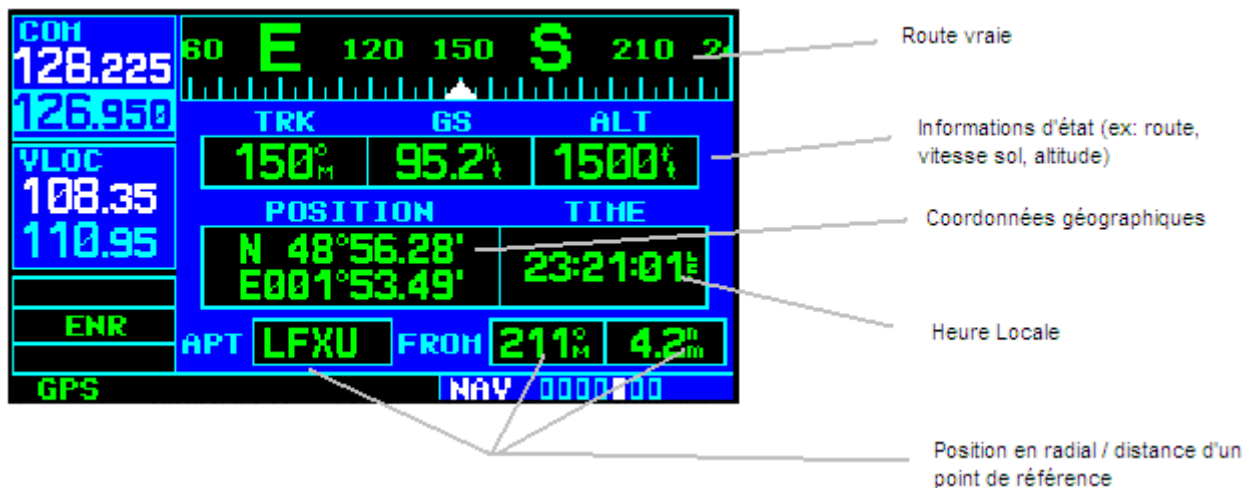 COM
128.225
126.950
VLOC
108.35
110.95
ENR
GPS
60 E 120 150 S 210 24
TRK GS ALT
150°M 95.2kt 1500ft
POSITION TIME
N 48°56.28'
E001°53.49'
23:21:01
APT LFXU FROM 211°M 4.2nm
NAV
Route vraie
Informations d'état (ex: route,
vitesse sol, altitude)
Coordonnées géographiques
Heure Locale
Position en radial / distance d'un
point de référence